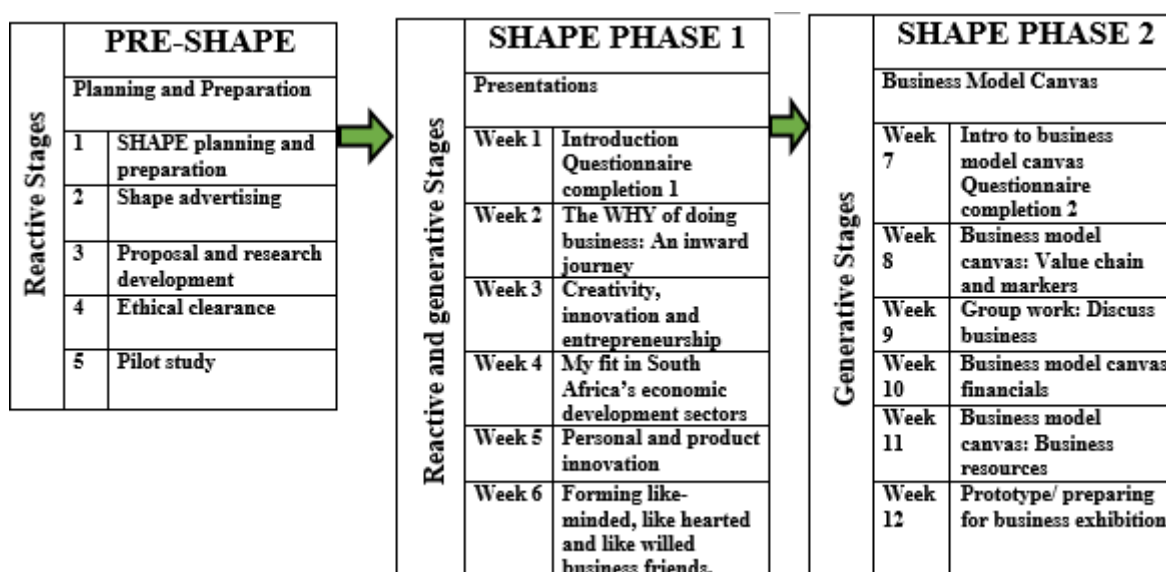 Reactive Stages
PRE-SHAPE
Planning and Preparation
1 SHAPE planning and
preparation
2 Shape advertising
3 Proposal and research
development
4 Ethical clearance
5 Pilot study
Reactive and generative Stages
SHAPE PHASE 1
Presentations
Week 1 Introduction
Questionnaire
completion 1
Week 2 The WHY of doing
business: An inward
journey
Week 3 Creativity,
innovation and
entrepreneurship
Week 4 My fit in South
Africa's economic
development sectors
Week 5 Personal and product
innovation
Week 6 Forming like-
minded, like hearted
and like willed
business friends.
Generative Stages
SHAPE PHASE 2
Business Model Canvas
Week Intro to business
7 model canvas
Questionnaire
completion 2
Week Business model
8 canvas: Value chain
and markers
Week Group work: Discuss
9 business
Week Business model canvas
10 financials
Week Business model
11 canvas: Business
resources
Week Prototype/ preparing
12 for business exhibition